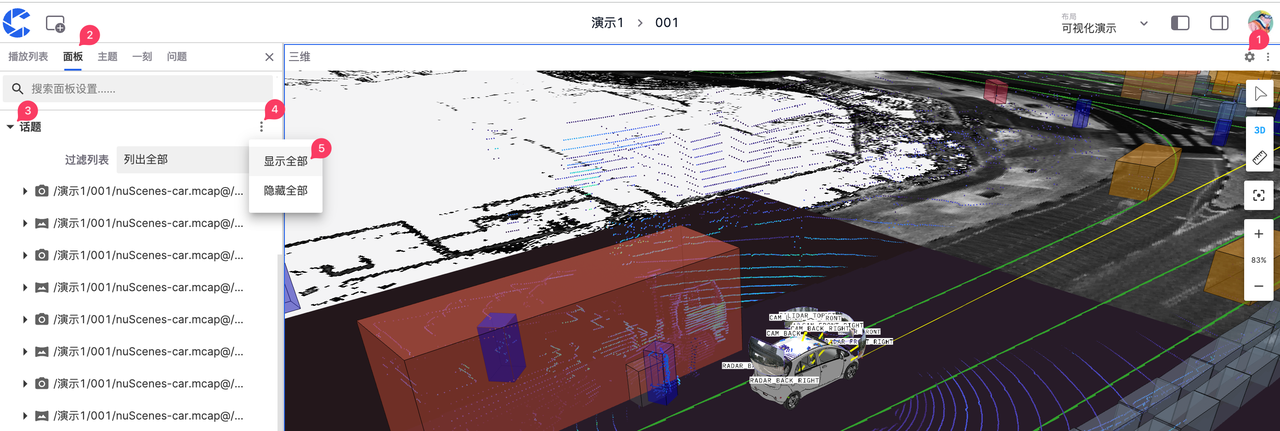 演示1 > 001
布局
可视化演示
1
2
播放列表 面板 主题 一刻 问题
三维
搜索面板设置......
3
话题
4
过滤列表 列出全部
5
显示全部
隐藏全部
/演示1/001/nuScenes-car.mcap@/...
/演示1/001/nuScenes-car.mcap@/...
/演示1/001/nuScenes-car.mcap@/...
/演示1/001/nuScenes-car.mcap@/...
/演示1/001/nuScenes-car.mcap@/...
/演示1/001/nuScenes-car.mcap@/...
/演示1/001/nuScenes-car.mcap@/...
/演示1/001/nuScenes-car.mcap@/...
3D
83%
LIDAR_TOP
CAM_BACK_RIGHT
CAM_BACK
RADAR_BACK_RIGHT